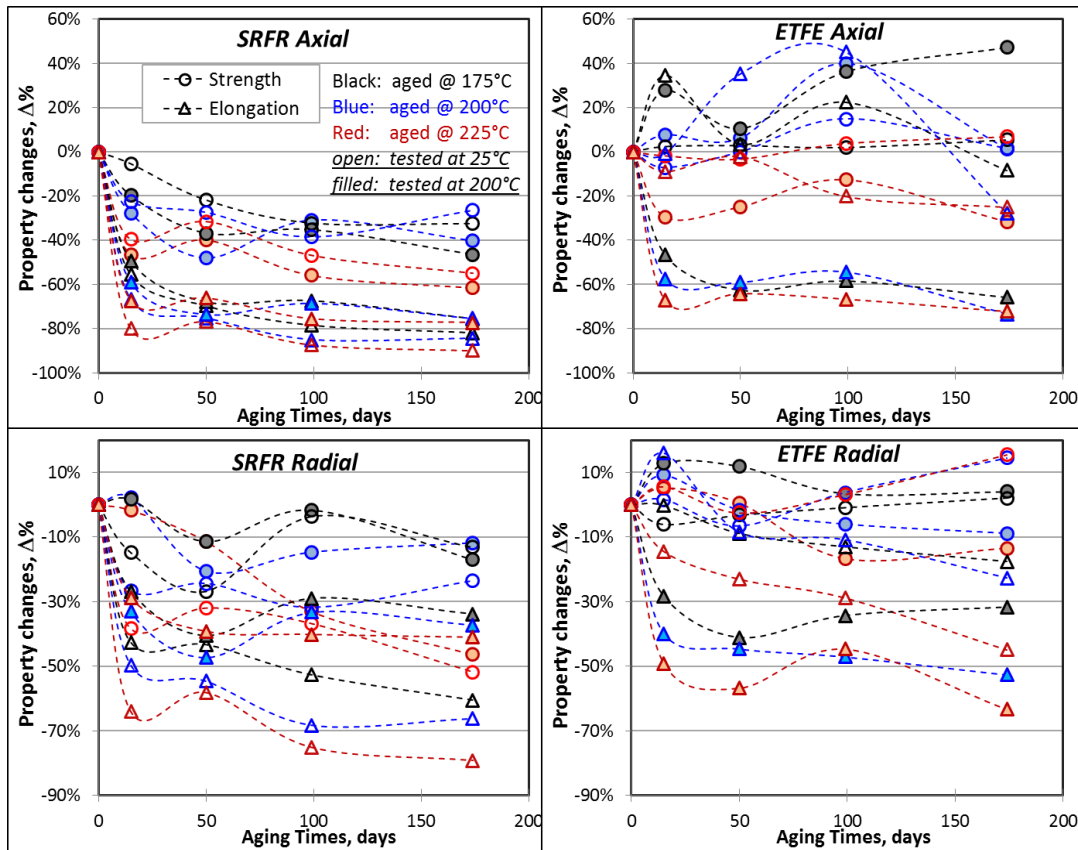 SRFR Axial
Property changes, Δ%
60%
40%
20%
0%
-20%
-40%
-60%
-80%
-100%
Strength
Elongation
Black: aged @ 175°C
Blue: aged @ 200°C
Red: aged @ 225°C
open: tested at 25°C
filled: tested at 200°C
0
50
100
150
200
Aging Times, days
ETFE Axial
Property changes, Δ%
60%
40%
20%
0%
-20%
-40%
-60%
-80%
-100%
0
50
100
150
200
Aging Times, days
SRFR Radial
Property changes, Δ%
10%
-10%
-30%
-50%
-70%
-90%
0
50
100
150
200
Aging Times, days
ETFE Radial
Property changes, Δ%
10%
-10%
-30%
-50%
-70%
-90%
0
50
100
150
200
Aging Times, days